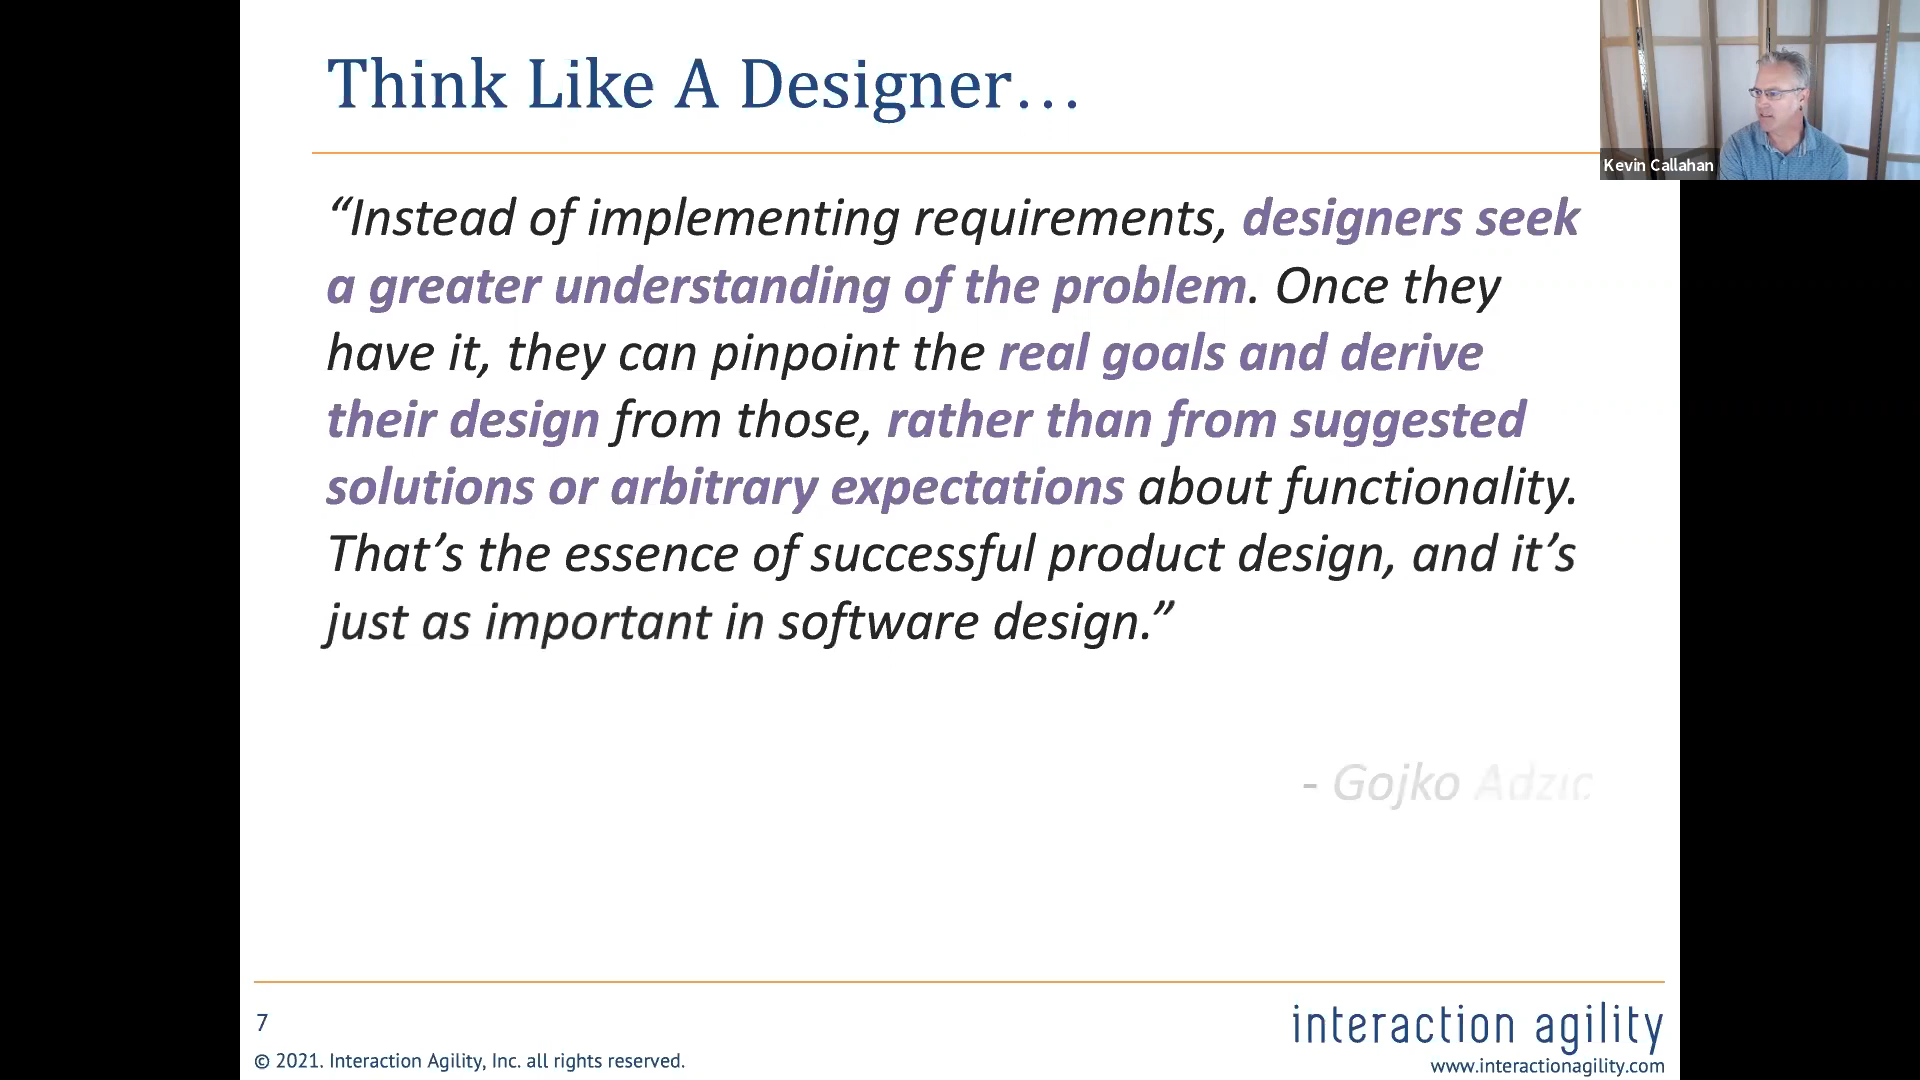 Think Like A Designer…
Kevin Callahan
“Instead of implementing requirements, designers seek
a greater understanding of the problem. Once they
have it, they can pinpoint the real goals and derive
their design from those, rather than from suggested
solutions or arbitrary expectations about functionality.
That’s the essence of successful product design, and it’s
just as important in software design.”
- Gojko Adzic
7
interaction agility
© 2021. Interaction Agility, Inc. all rights reserved.
www.interactionagility.com